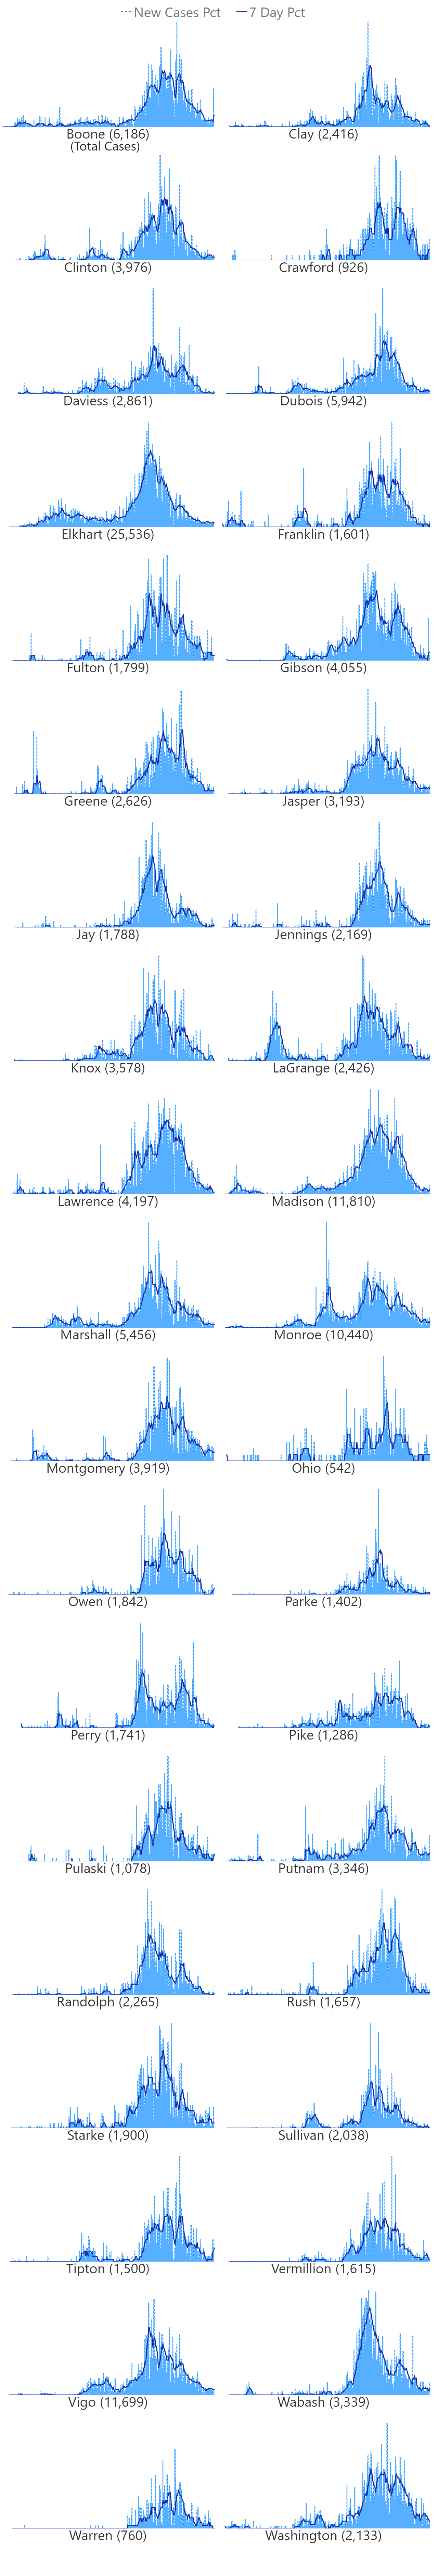 New Cases Pct 7 Day Pct
Boone (6,186) Clay (2,416)
(Total Cases)
Clinton (3,976) Crawford (926)
Daviess (2,861) Dubois (5,942)
Elkhart (25,536) Franklin (1,601)
Fulton (1,799) Gibson (4,055)
Greene (2,626) Jasper (3,193)
Jay (1,788) Jennings (2,169)
Knox (3,578) LaGrange (2,426)
Lawrence (4,197) Madison (11,810)
Marshall (5,456) Monroe (10,440)
Montgomery (3,919) Ohio (542)
Owen (1,842) Parke (1,402)
Perry (1,741) Pike (1,286)
Pulaski (1,078) Putnam (3,346)
Randolph (2,265) Rush (1,657)
Starke (1,900) Sullivan (2,038)
Tipton (1,500) Vermillion (1,615)
Vigo (11,699) Wabash (3,339)
Warren (760) Washington (2,133)